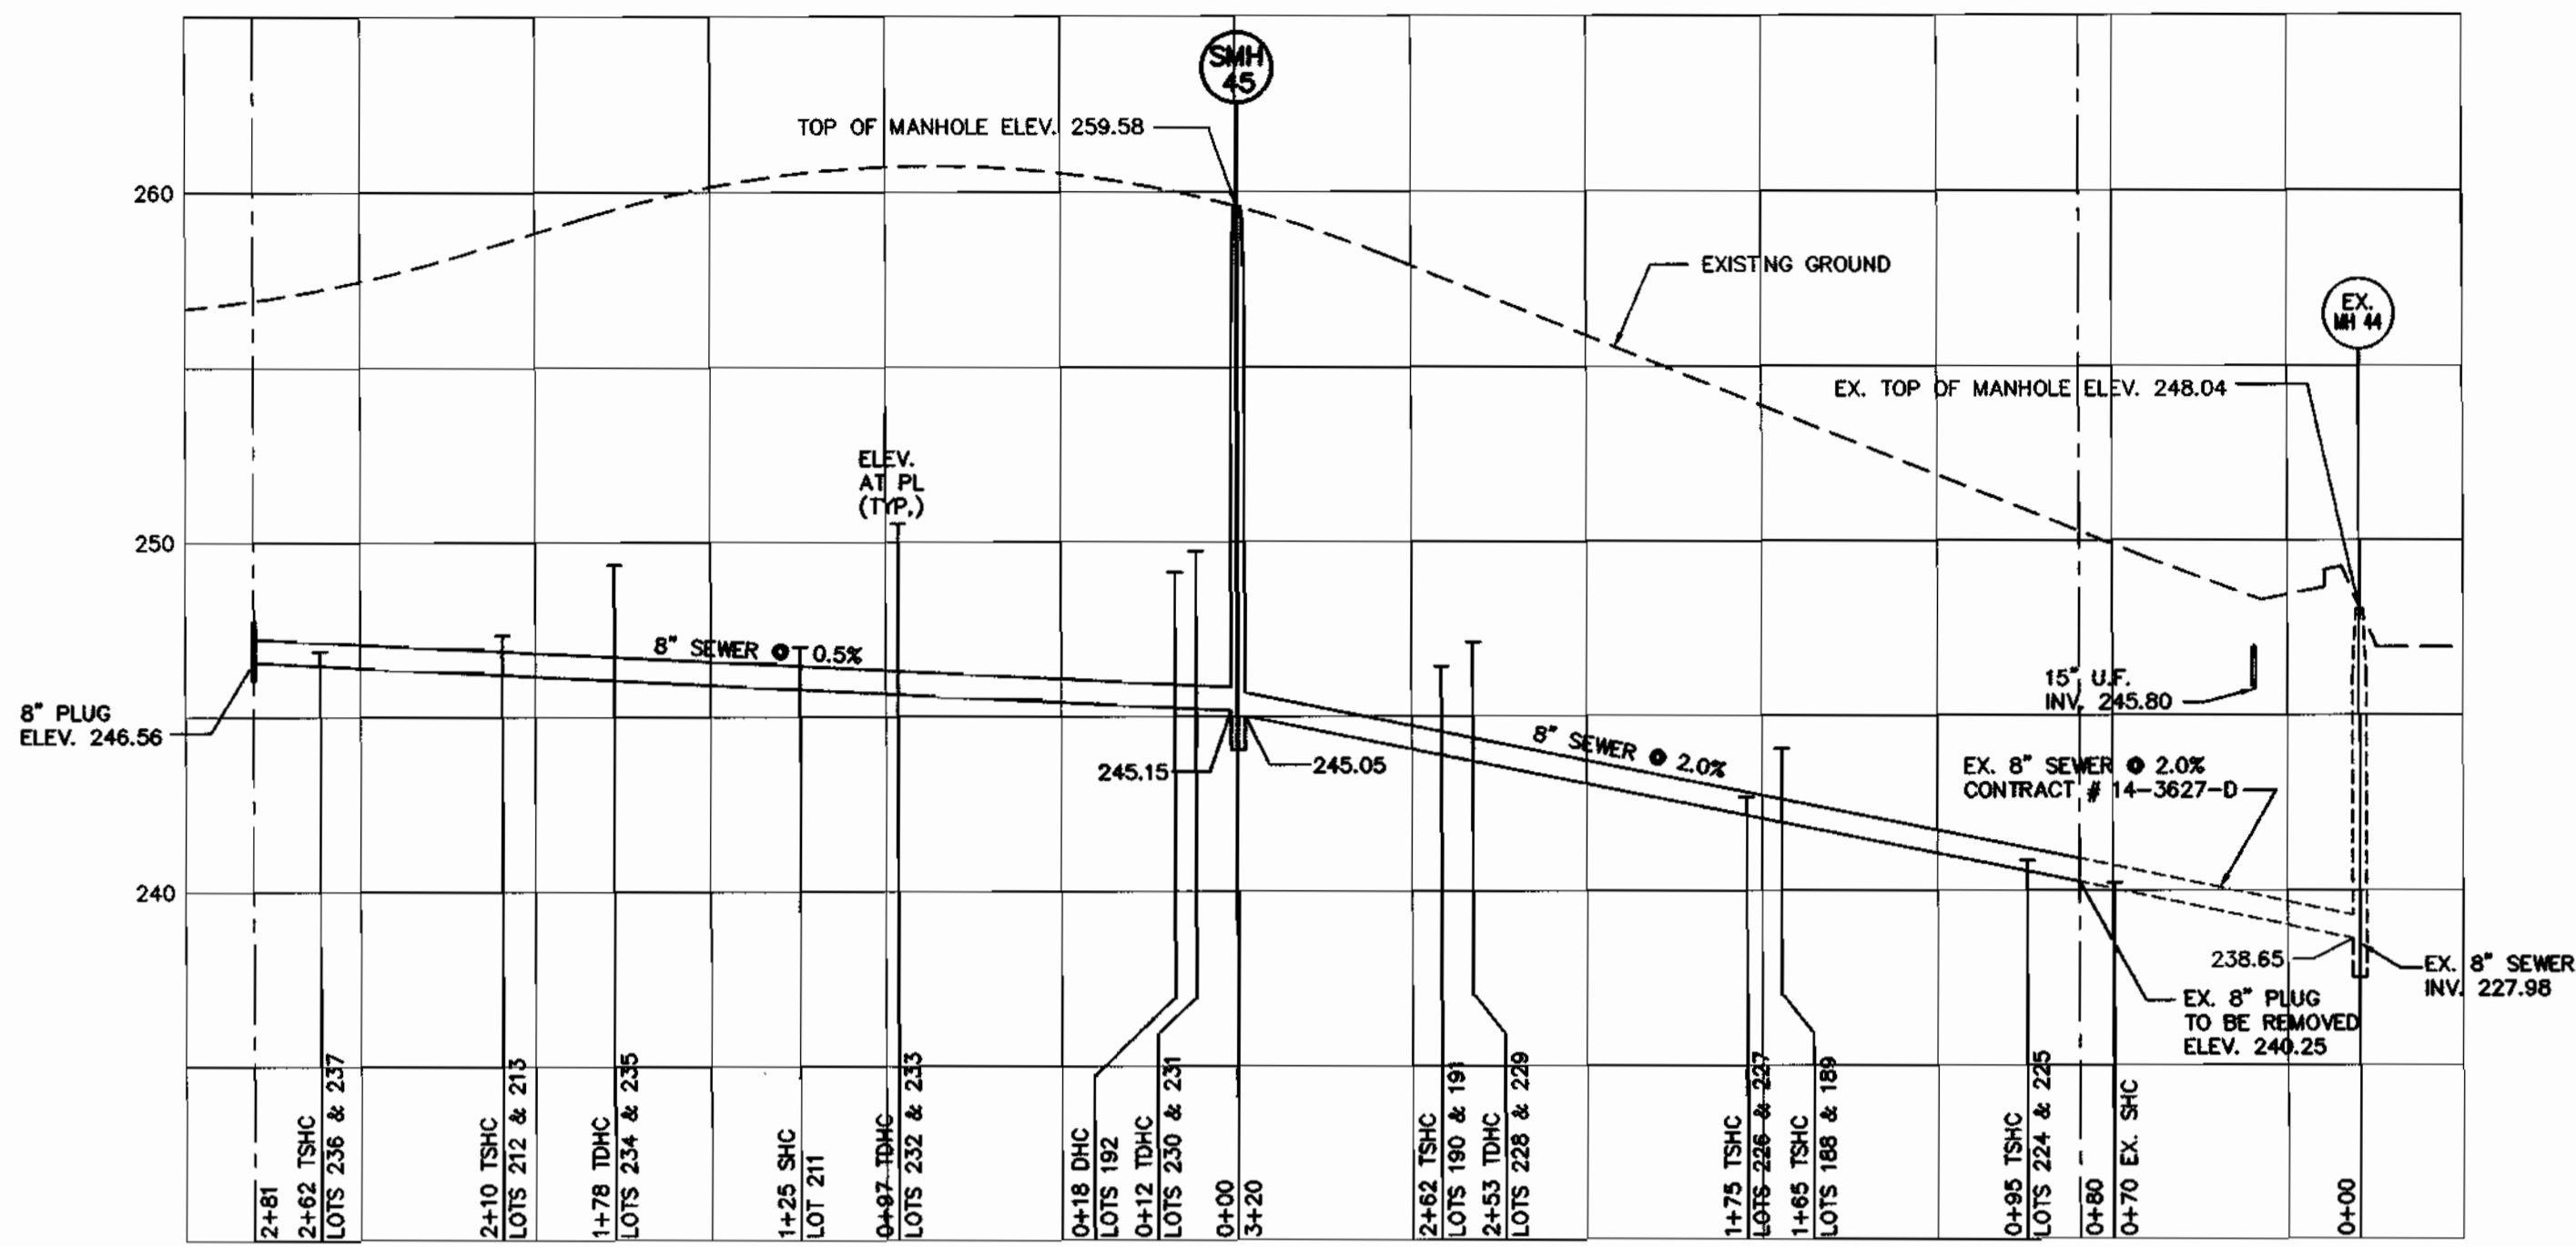 SMH
45
TOP OF MANHOLE ELEV. 259.58
260
EXISTNG GROUND
EX.
MH 44
EX. TOP OF MANHOLE ELEV. 248.04
ELEV.
AT PL
(TYP.)
250
8" SEWER @ 0.5%
15" U.F.
INV. 245.80
8" PLUG
ELEV. 246.56
245.15
245.05
8" SEWER @ 2.0%
EX. 8" SEWER @ 2.0%
CONTRACT # 14-3627-D
240
238.65
EX. 8" SEWER
INV. 227.98
EX. 8" PLUG
TO BE REMOVED
ELEV. 240.25
2+81
2+62 TSHC
LOTS 236 & 237
2+10 TSHC
LOTS 212 & 213
1+78 TDHC
LOTS 234 & 235
1+25 SHC
LOT 211
0+97 TDHC
LOTS 232 & 233
0+18 DHC
LOTS 192
0+12 TDHC
LOTS 230 & 231
0+00
3+20
2+62 TSHC
LOTS 190 & 191
2+53 TDHC
LOTS 228 & 229
1+75 TSHC
LOTS 226 & 227
1+65 TSHC
LOTS 188 & 189
0+95 TSHC
LOTS 224 & 225
0+80
0+70 EX. SHC
0+00